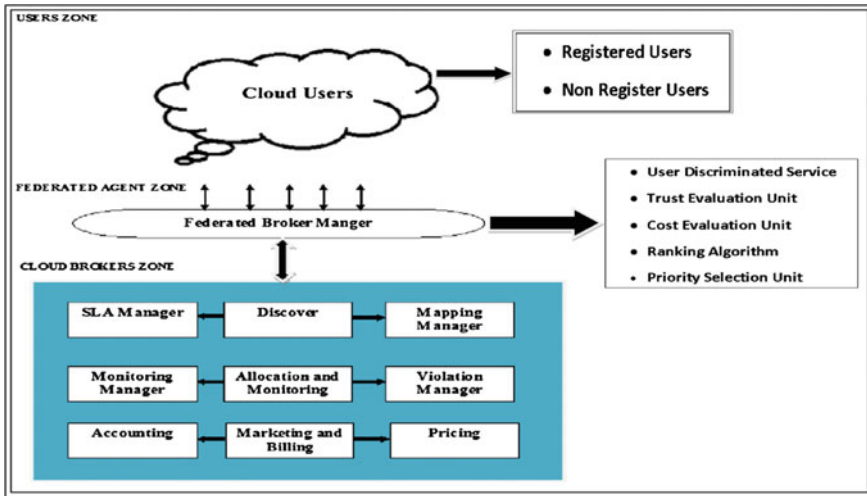 USERS ZONE
Cloud Users
• Registered Users
• Non Register Users
FEDERATED AGENT ZONE
Federated Broker Manger
• User Discriminated Service
• Trust Evaluation Unit
• Cost Evaluation Unit
• Ranking Algorithm
• Priority Selection Unit
CLOUD BROKERS ZONE
SLA Manager
Discover
Mapping
Manager
Monitoring
Manager
Allocation and
Monitoring
Violation
Manager
Accounting
Marketing and
Billing
Pricing